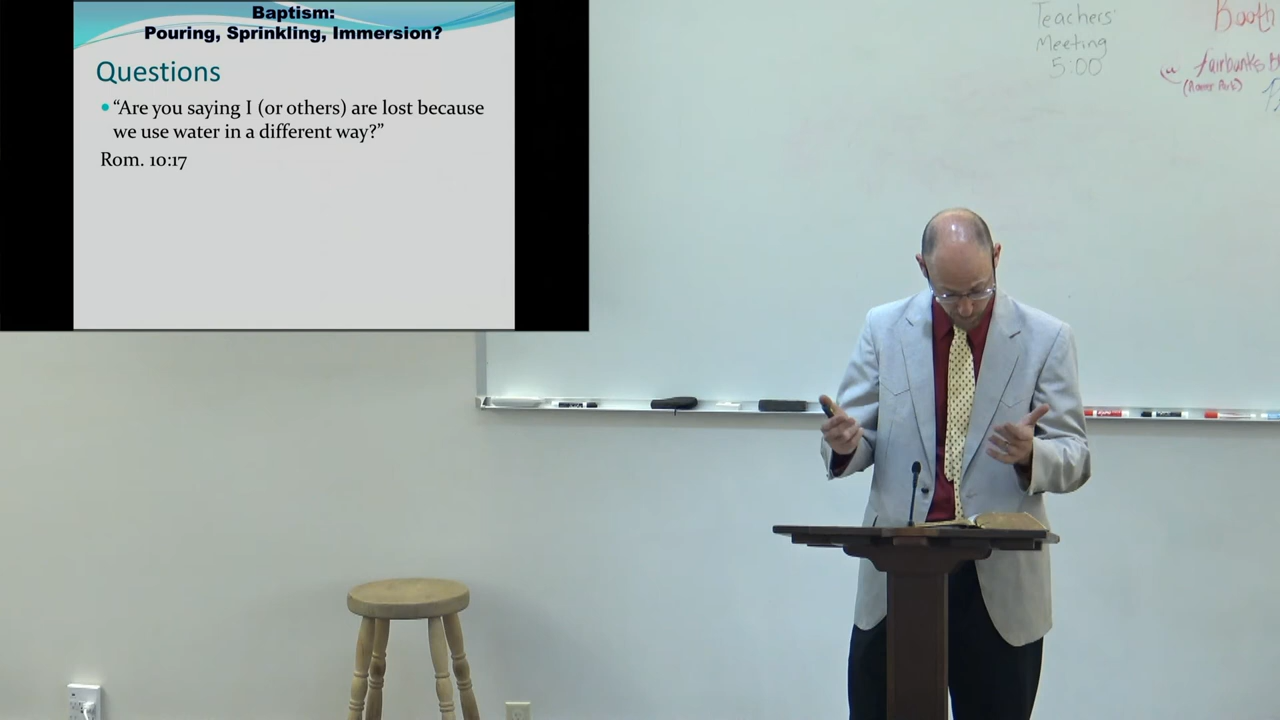 Baptism:
Pouring, Sprinkling, Immersion?
Questions
• “Are you saying I (or others) are lost because
we use water in a different way?”
Rom. 10:17
Teachers'
Meeting
5:00
Booth
@ Fairbanks